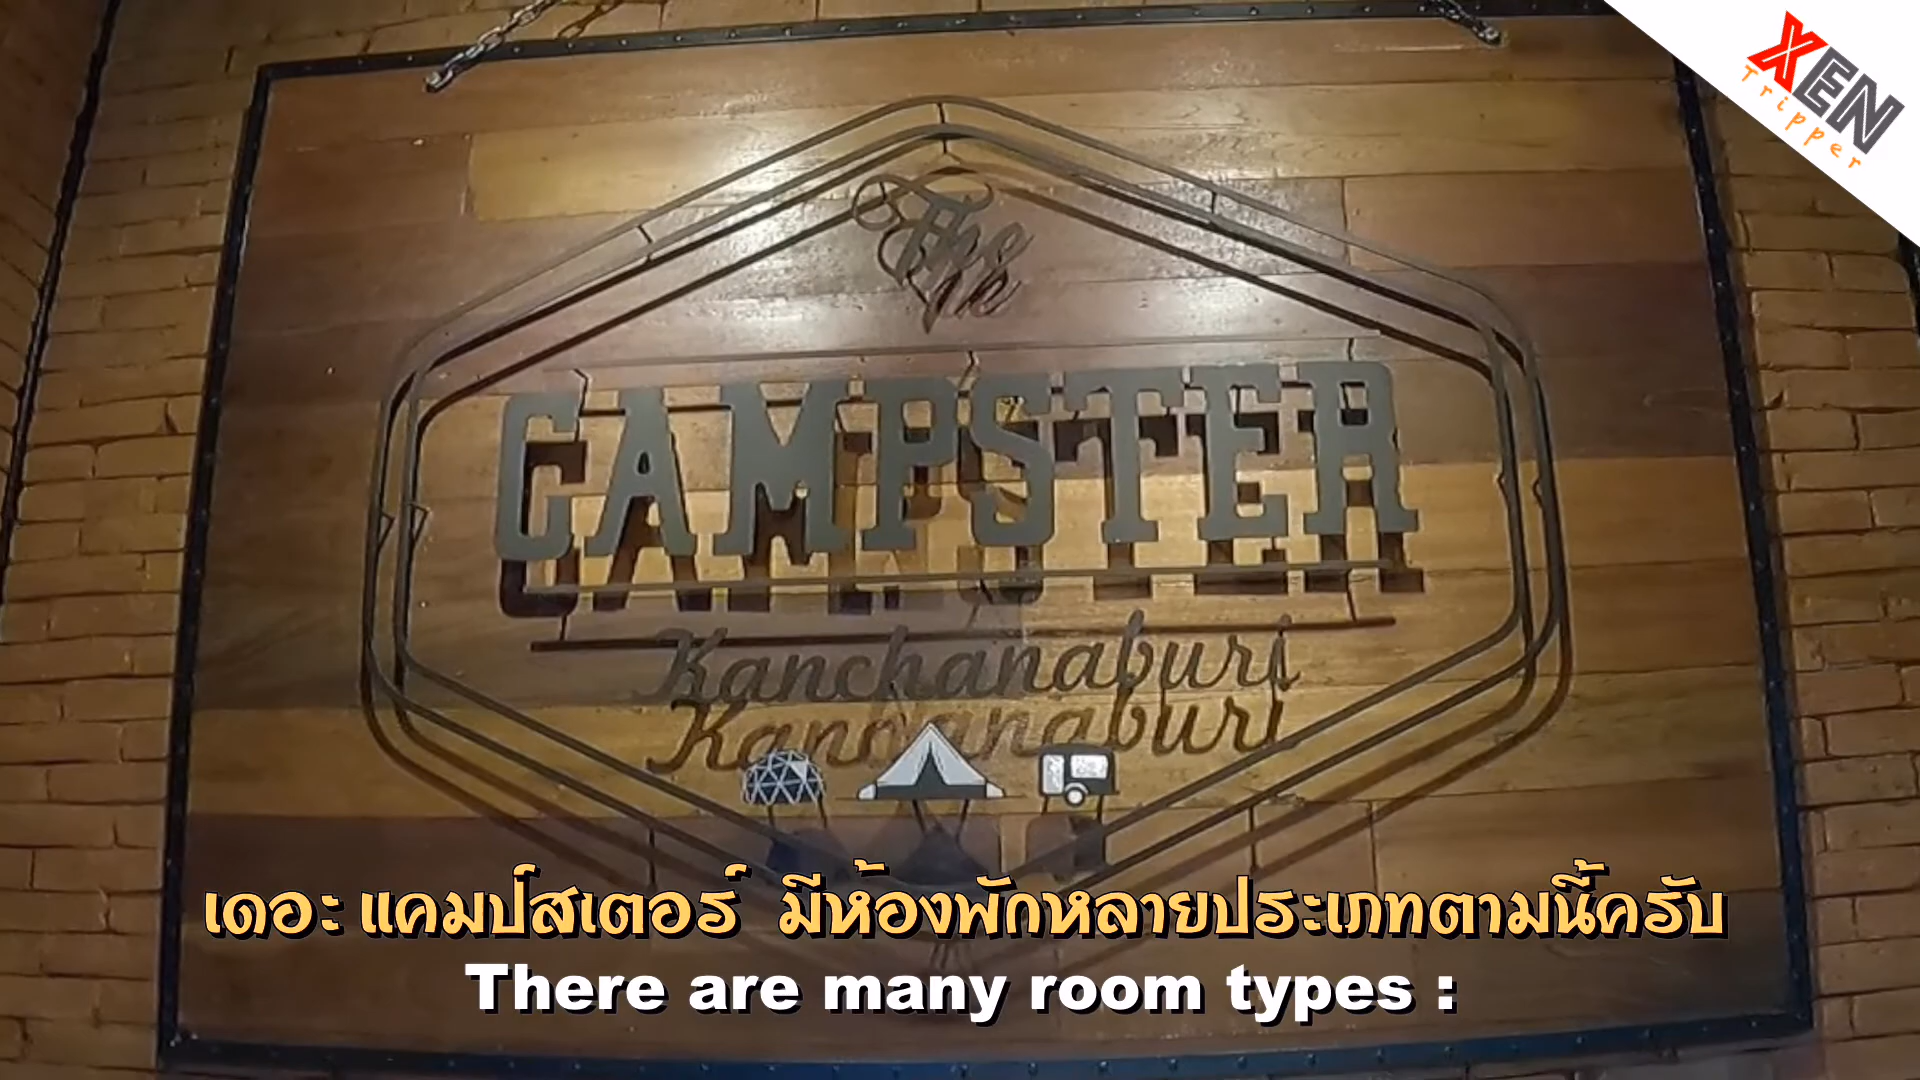 XEN
Tripper
The
CAMPSTER
Kanchanaburi
เดอะ แคมป์สเตอร์ มีห้องพักหลายประเภทตามนี้ครับ
There are many room types :